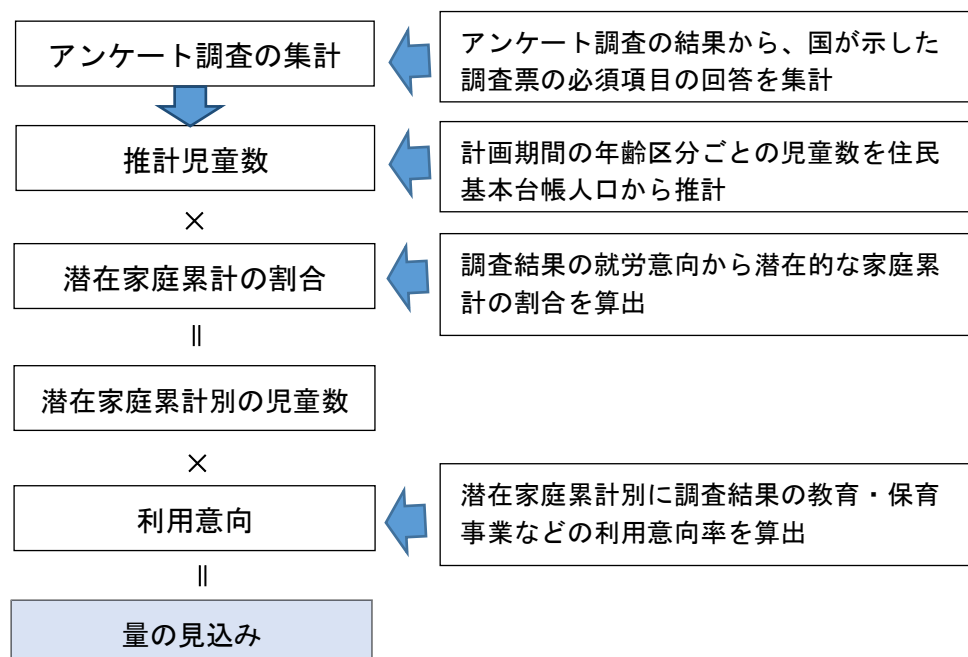 アンケート調査の集計
アンケート調査の結果から、国が示した
調査票の必須項目の回答を集計
推計児童数
計画期間の年齢区分ごとの児童数を住民
基本台帳人口から推計
×
潜在家庭累計の割合
調査結果の就労意向から潜在的な家庭累
計の割合を算出
＝
潜在家庭累計別の児童数
×
利用意向
潜在家庭累計別に調査結果の教育・保育
事業などの利用意向率を算出
＝
量の見込み